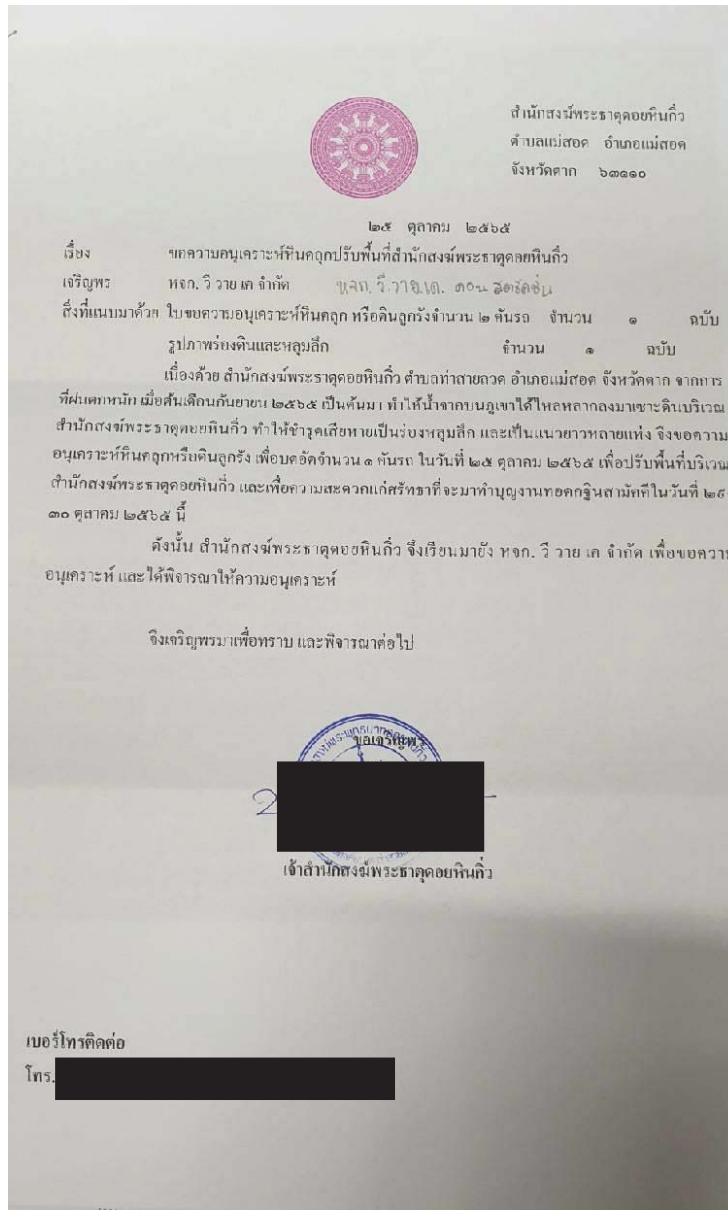 สำนักสงฆ์พระธาตุดอยหินกิ่ว
ตำบลแม่สอด อำเภอแม่สอด
จังหวัดตาก ๖๓๑๑๐
๒๕ ตุลาคม ๒๕๖๕
เรื่อง ขอความอนุเคราะห์หินคลุกปรับพื้นที่สำนักสงฆ์พระธาตุดอยหินกิ่ว
เจริญพร หจก. วี วาย เค จำกัด หจก. วี.วาย.เค. คอนสตรัคชั่น
สิ่งที่แนบมาด้วย ใบขอความอนุเคราะห์หินคลุก หรือดินลูกรังจำนวน ๒ คันรถ จำนวน ๑ ฉบับ
รูปภาพร่องดินและหลุมลึก จำนวน ๑ ฉบับ
เนื่องด้วย สำนักสงฆ์พระธาตุดอยหินกิ่ว ตำบลท่าสายลวด อำเภอแม่สอด จังหวัดตาก จากการ
ที่ฝนตกหนัก เมื่อต้นเดือนกันยายน ๒๕๖๕ เป็นต้นมา ทำให้น้ำจากบนภูเขาได้ไหลหลากลงมาเซาะดินบริเวณ
สำนักสงฆ์พระธาตุดอยหินกิ่ว ทำให้ชำรุดเสียหายเป็นร่องหลุมลึก และเป็นแนวยาวหลายแห่ง จึงขอความ
อนุเคราะห์หินคลุกหรือดินลูกรัง เพื่อบดอัดจำนวน ๑ คันรถ ในวันที่ ๒๕ ตุลาคม ๒๕๖๕ เพื่อปรับพื้นที่บริเวณ
สำนักสงฆ์พระธาตุดอยหินกิ่ว และเพื่อความสะดวกแก่ศรัทธาที่จะมาทำบุญงานทอดกฐินสามัคคีในวันที่ ๒๙
๓๐ ตุลาคม ๒๕๖๕ นี้
ดังนั้น สำนักสงฆ์พระธาตุดอยหินกิ่ว จึงเรียนมายัง หจก. วี วาย เค จำกัด เพื่อขอความ
อนุเคราะห์ และได้พิจารณาให้ความอนุเคราะห์
จึงเจริญพรมาเพื่อทราบ และพิจารณาต่อไป
ขอเจริญพร
เจ้าสำนักสงฆ์พระธาตุดอยหินกิ่ว
เบอร์โทรติดต่อ
โทร.